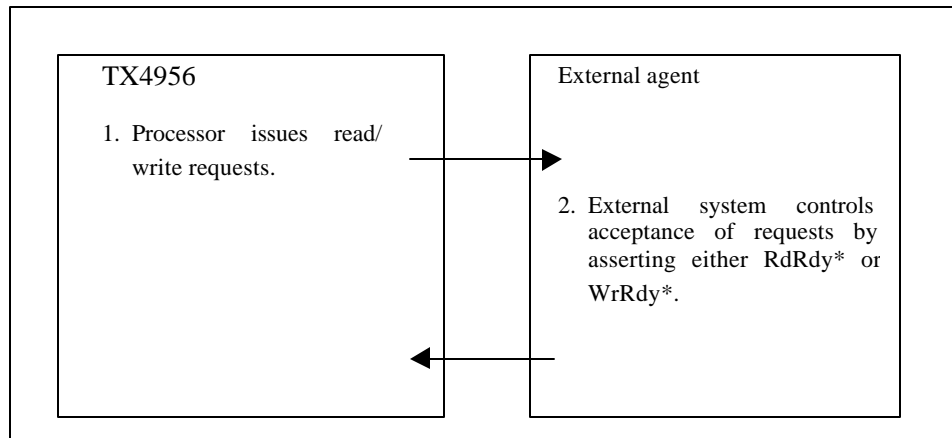 TX4956
1. Processor issues read/
write requests.
External agent
2. External system controls
acceptance of requests by
asserting either RdRdy* or
WrRdy*.